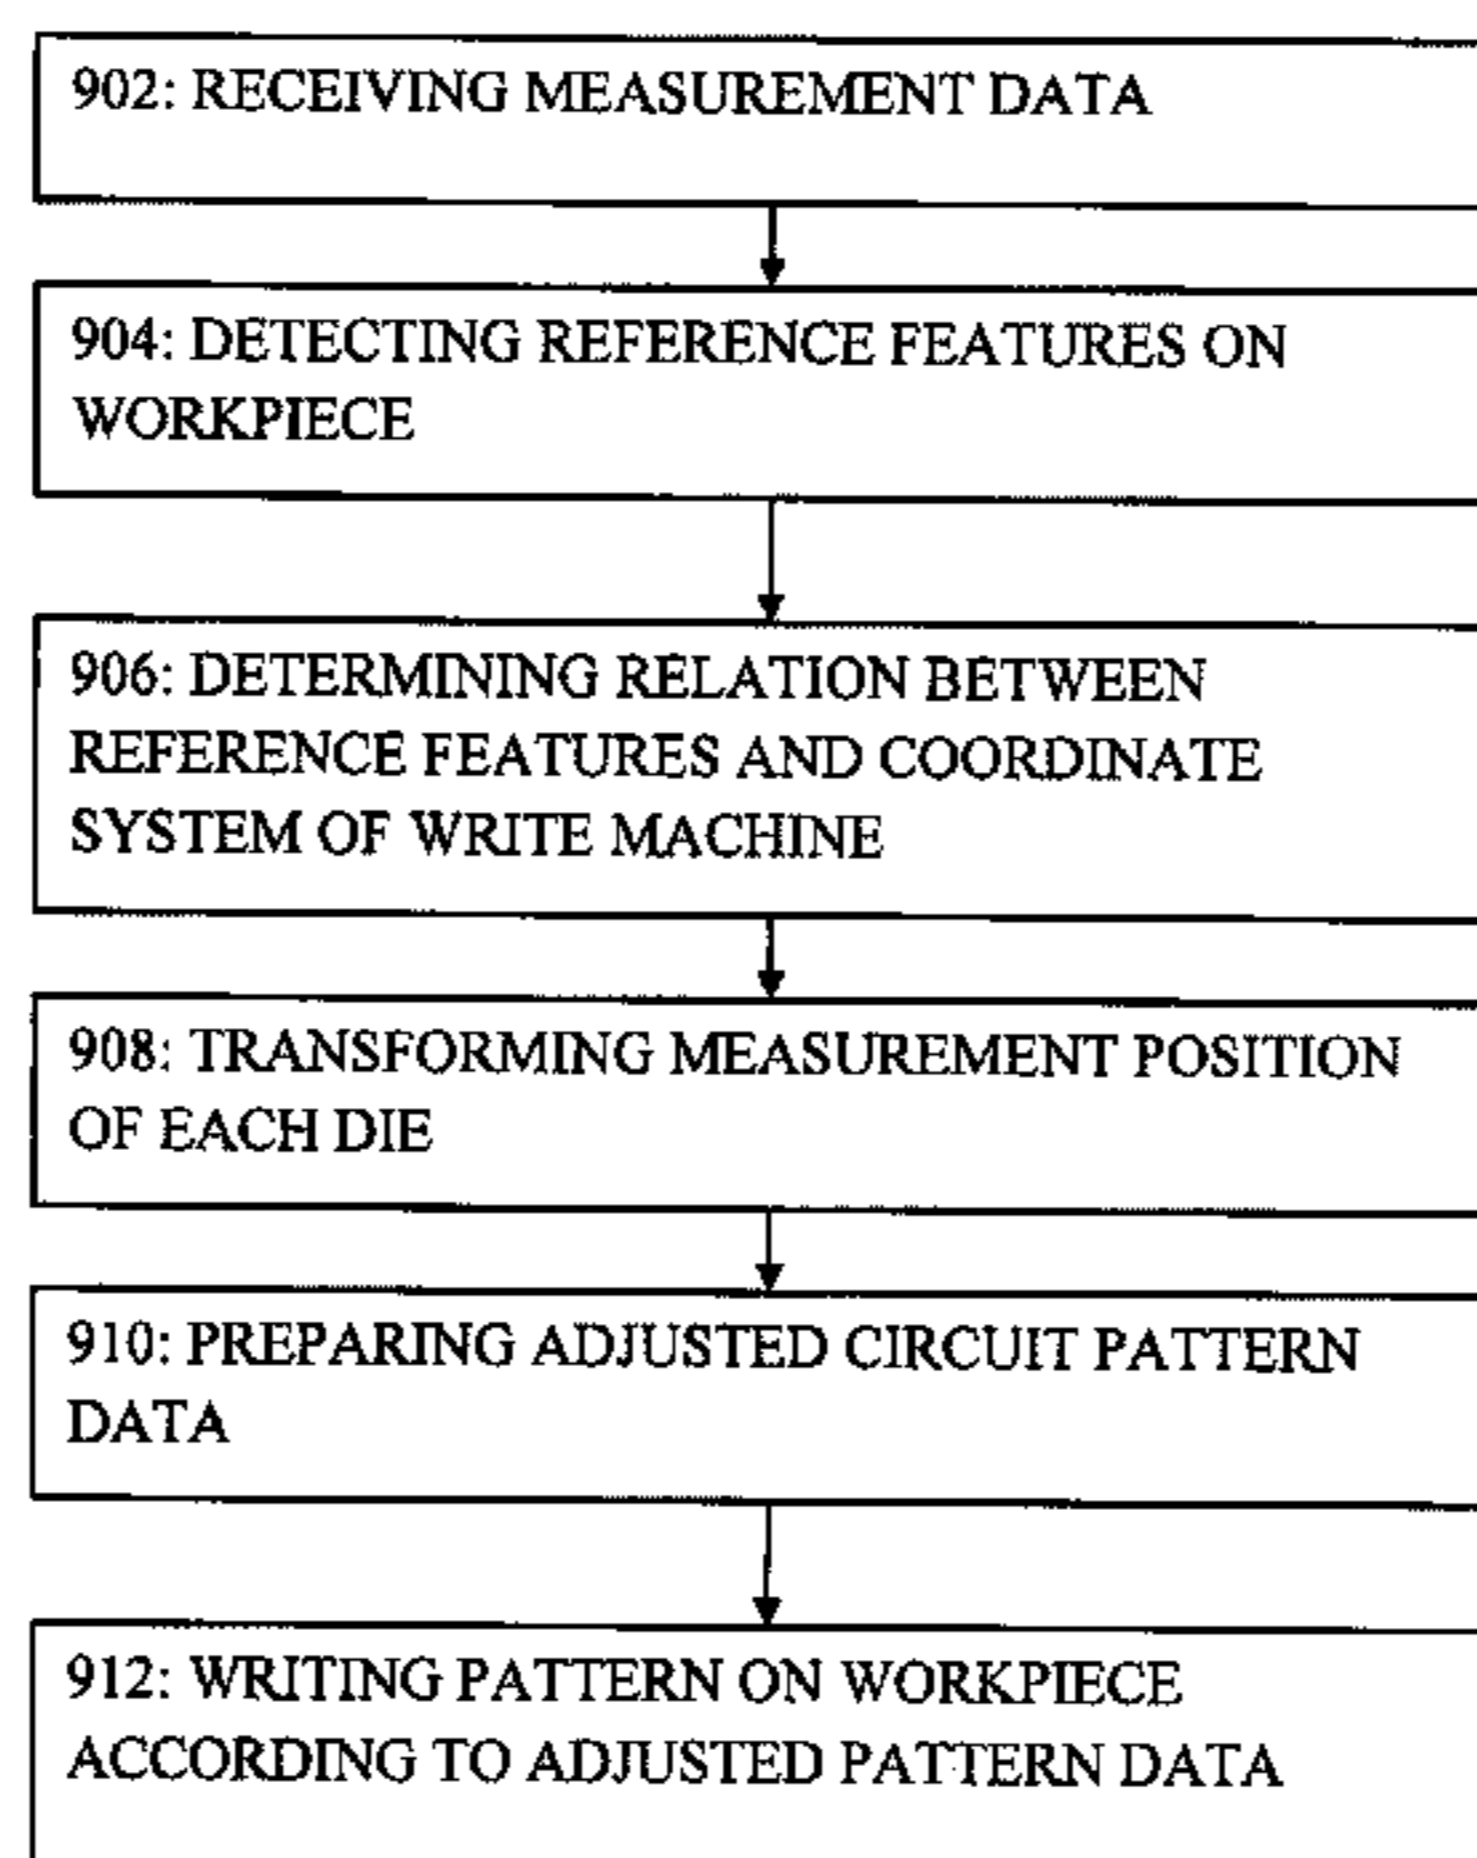 902: RECEIVING MEASUREMENT DATA
904: DETECTING REFERENCE FEATURES ON
WORKPIECE
906: DETERMINING RELATION BETWEEN
REFERENCE FEATURES AND COORDINATE
SYSTEM OF WRITE MACHINE
908: TRANSFORMING MEASUREMENT POSITION
OF EACH DIE
910: PREPARING ADJUSTED CIRCUIT PATTERN
DATA
912: WRITING PATTERN ON WORKPIECE
ACCORDING TO ADJUSTED PATTERN DATA